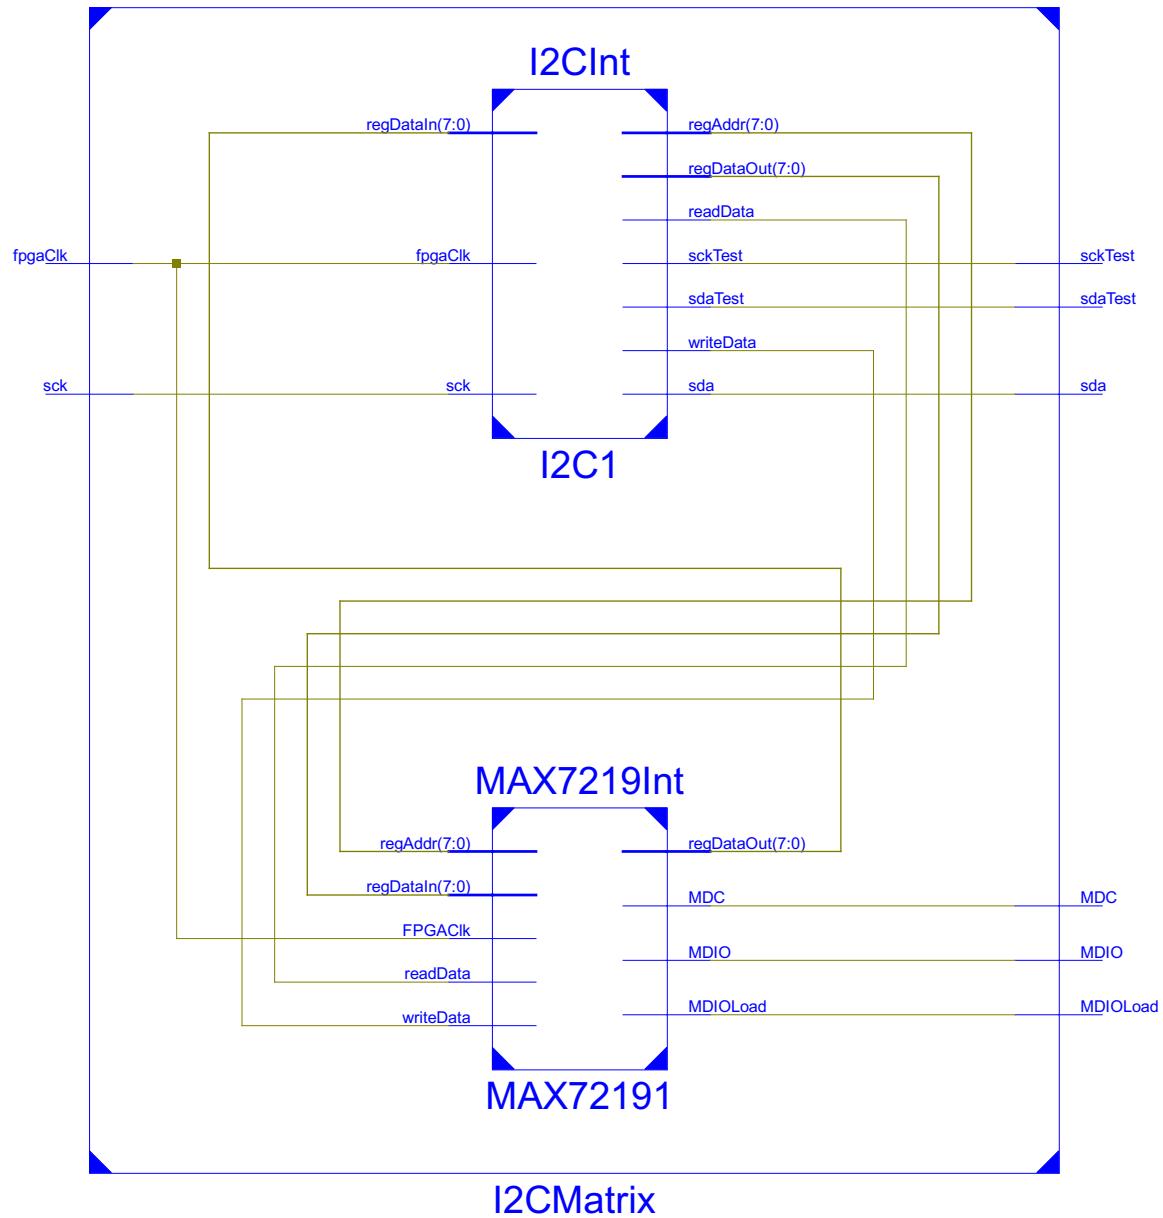 I2CInt
regDataIn(7:0)
regAddr(7:0)
regDataOut(7:0)
readData
fpgaClk
fpgaClk
sckTest
sckTest
sdaTest
sdaTest
writeData
sck
sck
sda
sda
I2C1
MAX7219Int
regAddr(7:0)
regDataOut(7:0)
regDataIn(7:0)
MDC
MDC
FPGAClk
MDIO
MDIO
readData
MDIOLoad
MDIOLoad
writeData
MAX72191
I2CMatrix